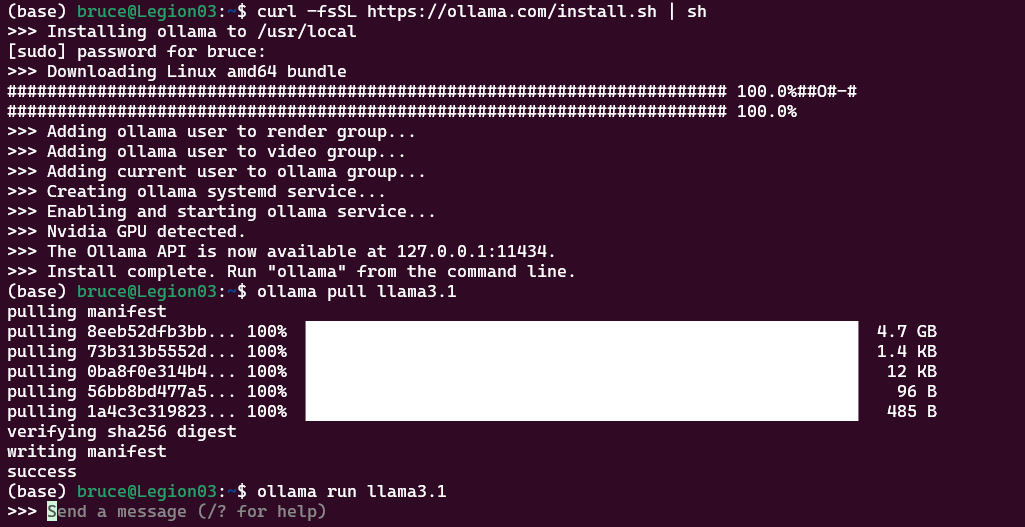 (base) bruce@Legion03:~$ curl -fsSL https://ollama.com/install.sh | sh
>>> Installing ollama to /usr/local
[sudo] password for bruce:
>>> Downloading Linux amd64 bundle
######################################################################## 100.0%##O#-#
######################################################################## 100.0%
>>> Adding ollama user to render group...
>>> Adding ollama user to video group...
>>> Adding current user to ollama group...
>>> Creating ollama systemd service...
>>> Enabling and starting ollama service...
>>> Nvidia GPU detected.
>>> The Ollama API is now available at 127.0.0.1:11434.
>>> Install complete. Run "ollama" from the command line.
(base) bruce@Legion03:~$ ollama pull llama3.1
pulling manifest
pulling 8eeb52dfb3bb... 100% 4.7 GB
pulling 73b313b5552d... 100% 1.4 KB
pulling 0ba8f0e314b4... 100% 12 KB
pulling 56bb8bd477a5... 100% 96 B
pulling 1a4c3c319823... 100% 485 B
verifying sha256 digest
writing manifest
success
(base) bruce@Legion03:~$ ollama run llama3.1
>>> Send a message (/? for help)